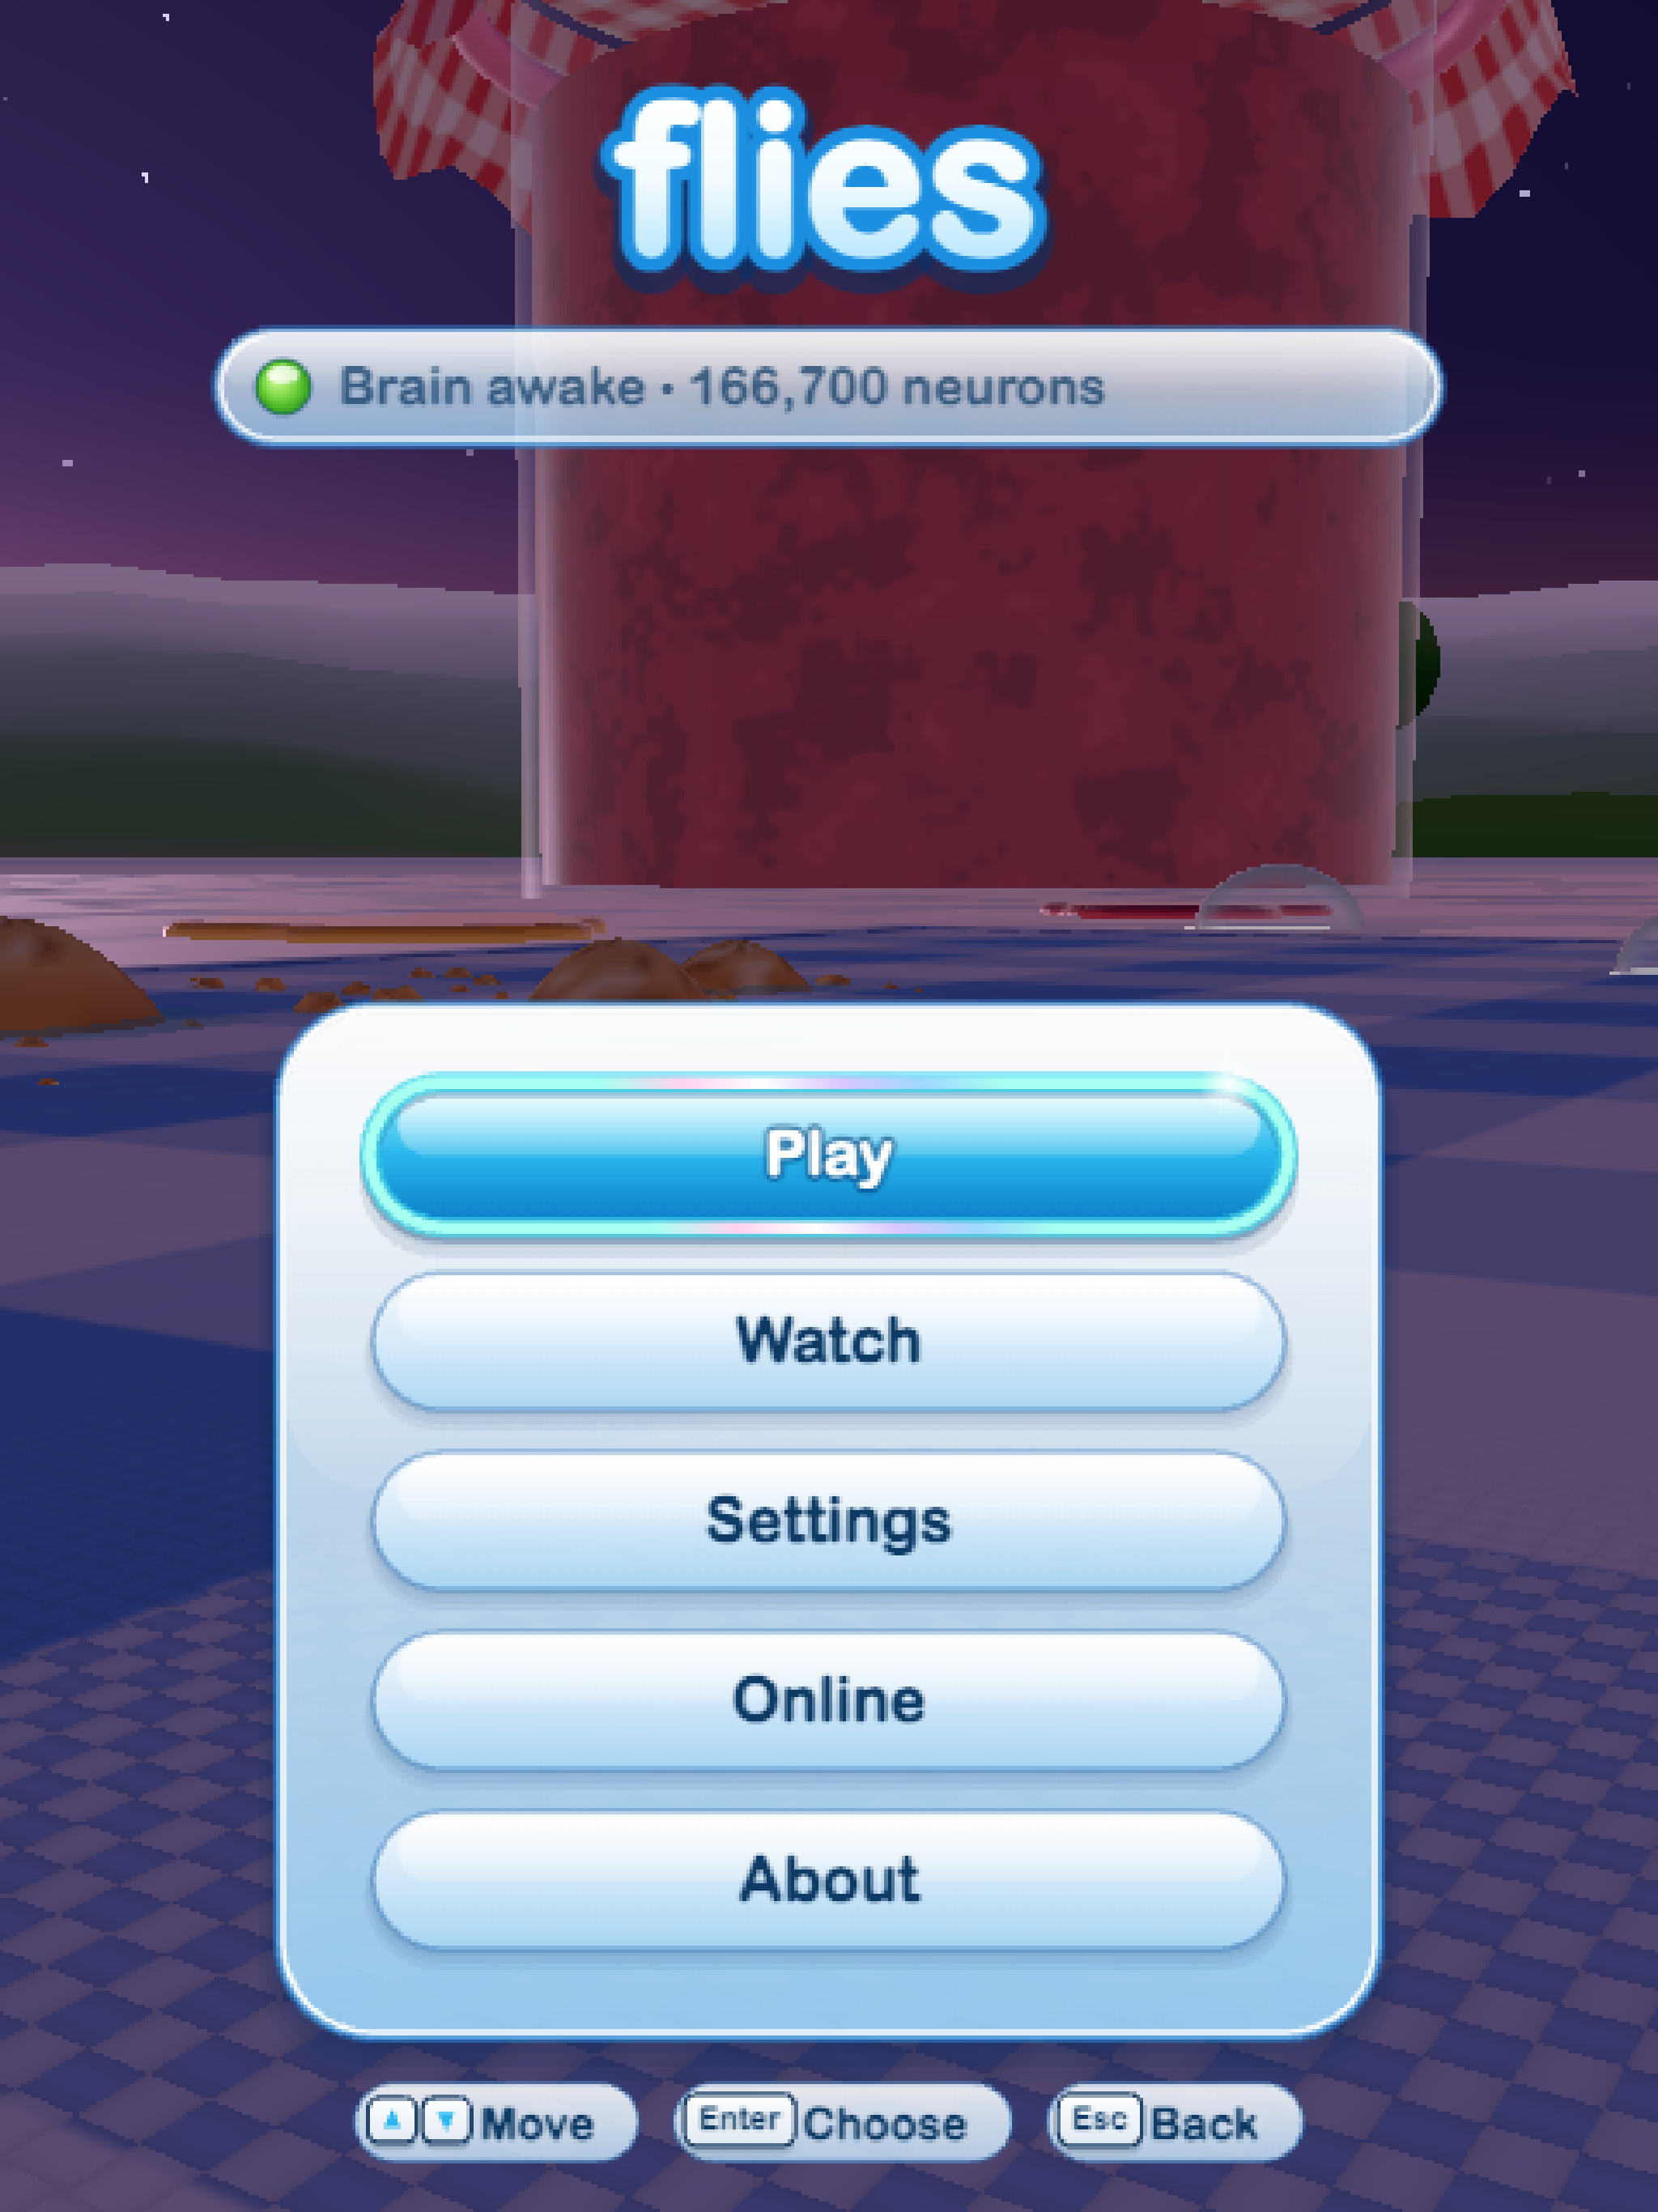 flies
Brain awake • 166,700 neurons
Play
Watch
Settings
Online
About
▲ ▼ Move Enter Choose Esc Back